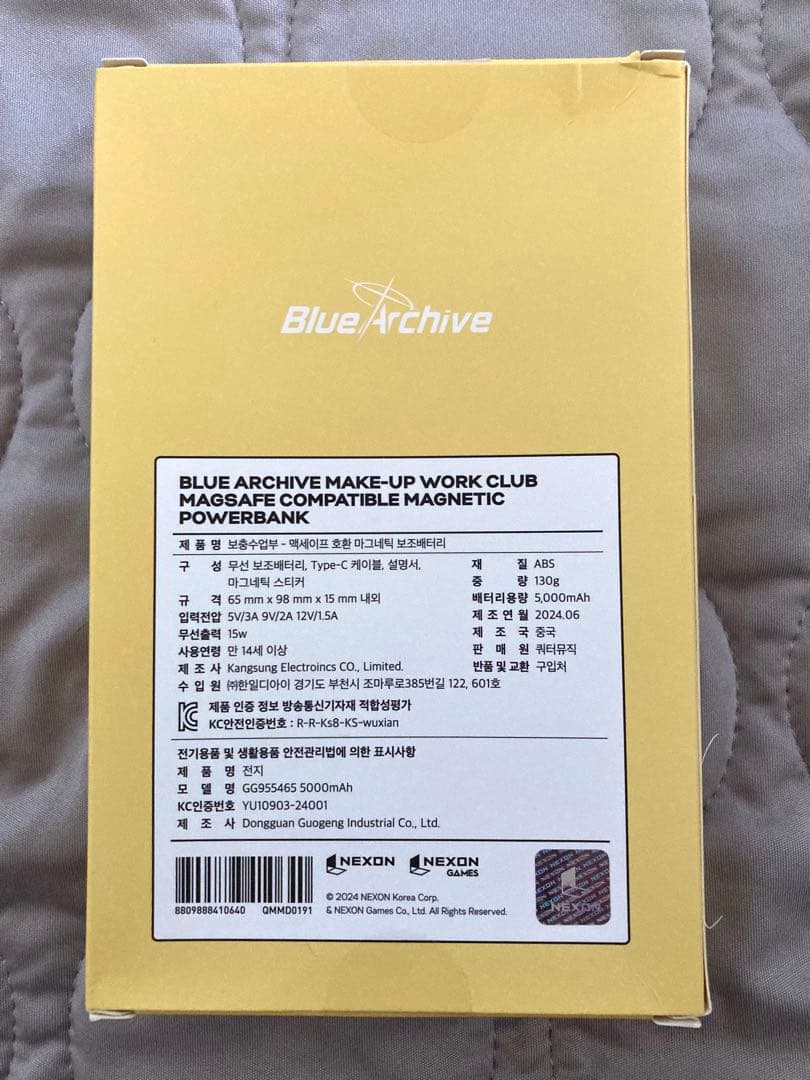 Blue Archive
BLUE ARCHIVE MAKE-UP WORK CLUB
MAGSAFE COMPATIBLE MAGNETIC
POWERBANK
제 품 명 보충수업부 - 맥세이프 호환 마그네틱 보조배터리
구 성 무선 보조배터리, Type-C 케이블, 설명서,
마그네틱 스티커
규 격 65 mm x 98 mm x 15 mm 내외
입력전압 5V/3A 9V/2A 12V/1.5A
무선출력 15w
사용연령 만 14세 이상
제 조 사 Kangsung Electroincs CO., Limited.
재 질 ABS
중 량 130g
배터리용량 5,000mAh
제 조 연 월 2024.06
제 조 국 중국
판 매 원 쿼터뮤직
반품 및 교환 구입처
수 입 원 ㈜한일디아이 경기도 부천시 조마루로385번길 122, 601호
제품 인증 정보 방송통신기자재 적합성평가
KC안전인증번호 : R-R-Ks8-KS-wuxian
전기용품 및 생활용품 안전관리법에 의한 표시사항
제 품 명 전지
모 델 명 GG955465 5000mAh
KC인증번호 YU10903-24001
제 조 사 Dongguan Guogeng Industrial Co., Ltd.
NEXON NEXON GAMES
© 2024 NEXON Korea Corp.
& NEXON Games Co., Ltd. All Rights Reserved.
8809888410640 QMMD0191
NEXON